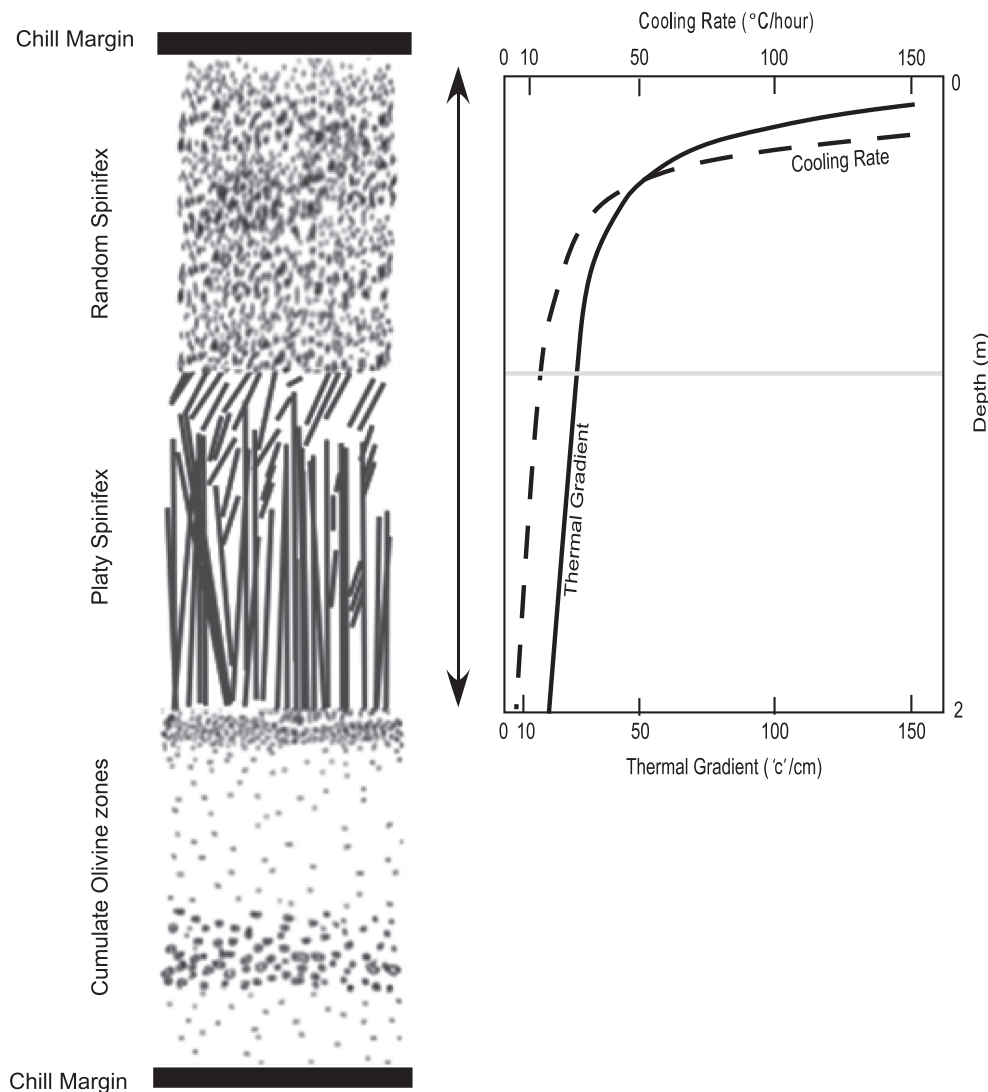 Chill Margin
Random Spinifex
Platy Spinifex
Cumulate Olivine zones
Chill Margin
Cooling Rate (°C/hour)
0 10 50 100 150
0
Cooling Rate
Thermal Gradient
Depth (m)
2
0 10 50 100 150
Thermal Gradient (‘c’/cm)